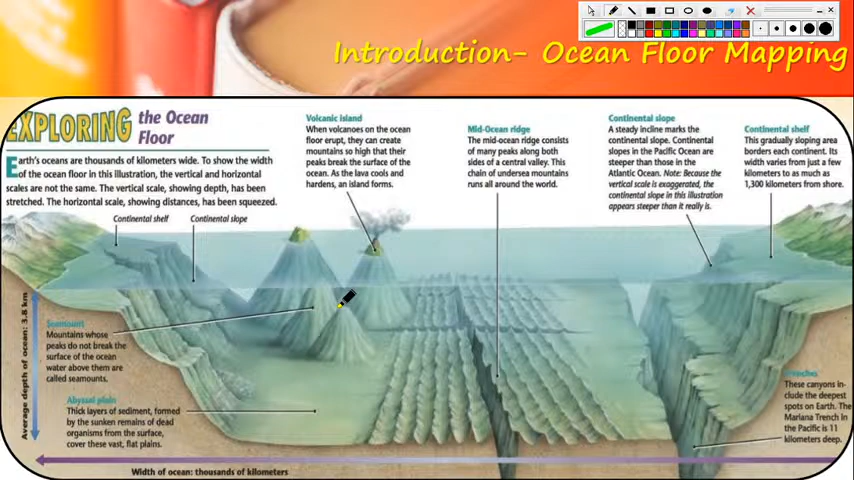 Introduction- Ocean Floor Mapping
EXPLORING the Ocean
Floor
Earth's oceans are thousands of kilometers wide. To show the width
of the ocean floor in this illustration, the vertical and horizontal
scales are not the same. The vertical scale, showing depth, has been
stretched. The horizontal scale, showing distances, has been squeezed.
Volcanic island
When volcanoes on the ocean
floor erupt, they can create
mountains so high that their
peaks break the surface of the
ocean. As the lava cools and
hardens, an island forms.
Mid-Ocean ridge
The mid-ocean ridge consists
of many peaks along both
sides of a central valley. This
chain of undersea mountains
runs all around the world.
Continental slope
A steady incline marks the
continental slope. Continental
slopes in the Pacific Ocean are
steeper than those in the
Atlantic Ocean. Note: Because the
vertical scale is exaggerated, the
continental slope in this illustration
appears steeper than it really is.
Continental shelf
This gradually sloping area
borders each continent. Its
width varies from just a few
kilometers to as much as
1,300 kilometers from shore.
Continental shelf
Continental slope
Average depth of ocean: 3.8 km
Seamount
Mountains whose
peaks do not break the
surface of the ocean
water above them are
called seamounts.
Abyssal plain
Thick layers of sediment, formed
by the sunken remains of dead
organisms from the surface,
cover these vast, flat plains.
Trenches
These canyons in-
clude the deepest
spots on Earth. The
Mariana Trench in
the Pacific is 11
kilometers deep.
Width of ocean: thousands of kilometers